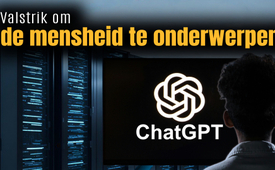 Valstrik om
de mensheid te onderwerpen
ChatGPT